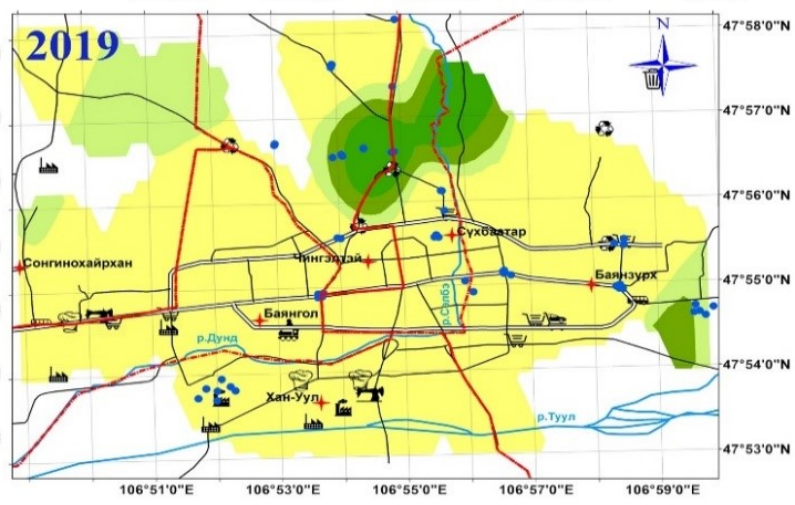 2019
N
47°58'0"N
47°57'0"N
47°56'0"N
Сүхбаатар
Чингэлтэй
Сонгинохайрхан
47°55'0"N
Баянзүрх
Баянгол
р.Сэлбэ
р.Дунд
47°54'0"N
Хан-Уул
р.Туул
47°53'0"N
106°51'0"E
106°53'0"E
106°55'0"E
106°57'0"E
106°59'0"E